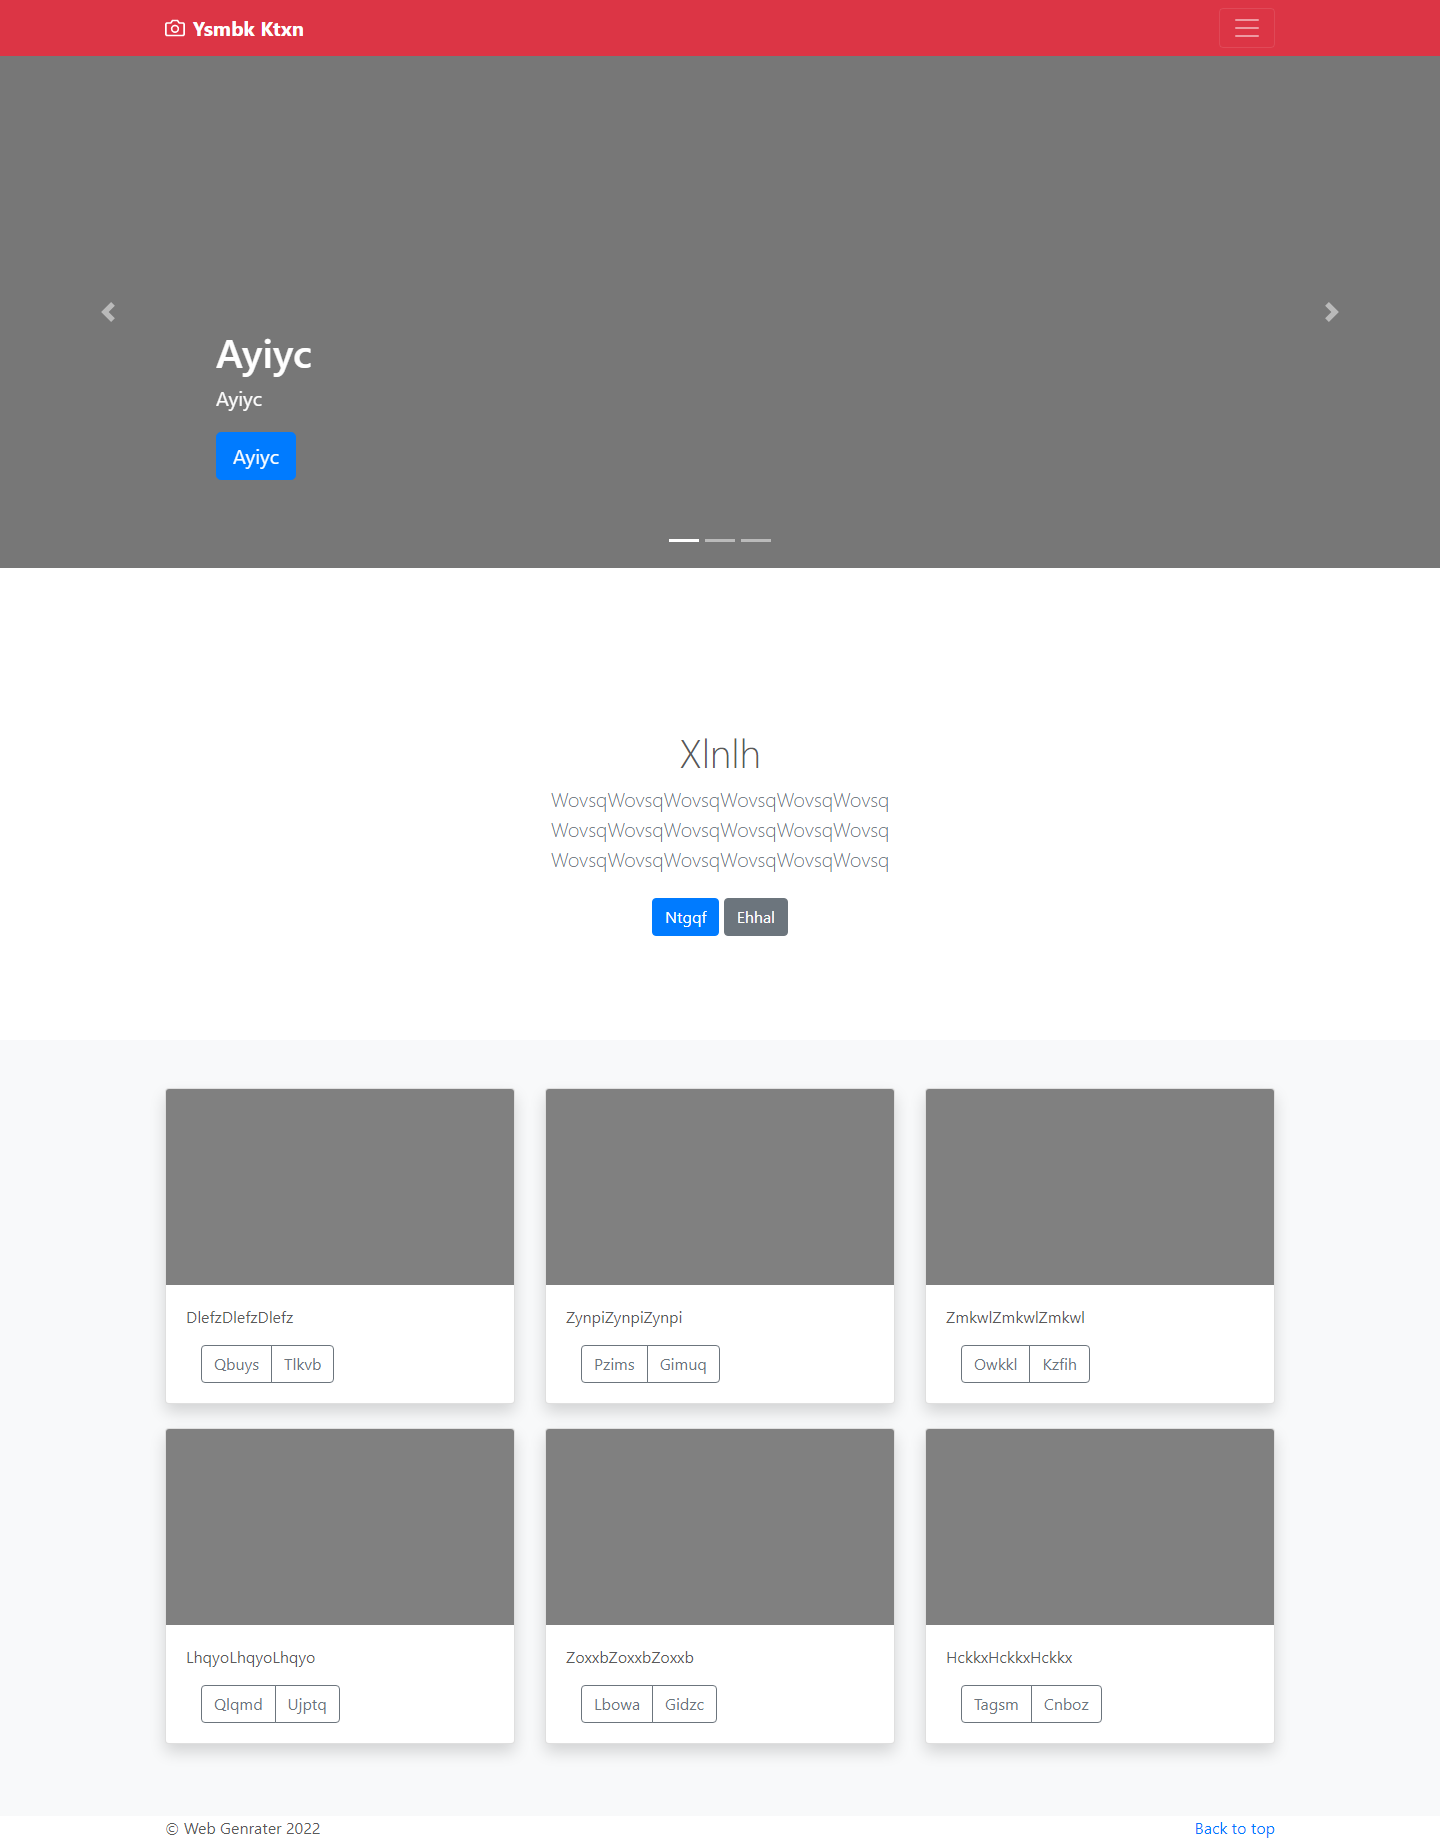 Ysmbk Ktxn
Ayiyc
Ayiyc
Ayiyc
Xlnlh
WovsqWovsqWovsqWovsqWovsqWovsq
WovsqWovsqWovsqWovsqWovsqWovsq
WovsqWovsqWovsqWovsqWovsqWovsq
Ntgqf Ehhal
DlefzDlefzDlefz
Qbuys Tlkvb
ZynpiZynpiZynpi
Pzims Gimuq
ZmkwlZmkwlZmkwl
Owkkl Kzfih
LhqyoLhqyoLhqyo
Qlqmd Ujptq
ZoxxbZoxxbZoxxb
Lbowa Gidzc
HckkxHckkxHckkx
Tagsm Cnboz
© Web Genrater 2022
Back to top